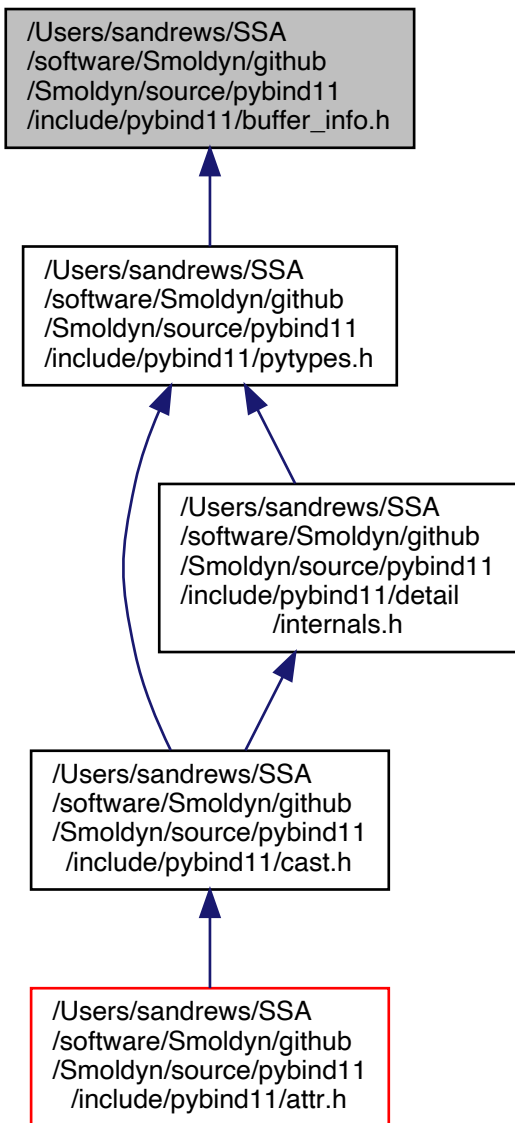 /Users/sandrews/SSA
/software/Smoldyn/github
/Smoldyn/source/pybind11
/include/pybind11/buffer_info.h
/Users/sandrews/SSA
/software/Smoldyn/github
/Smoldyn/source/pybind11
/include/pybind11/pytypes.h
/Users/sandrews/SSA
/software/Smoldyn/github
/Smoldyn/source/pybind11
/include/pybind11/detail
/internals.h
/Users/sandrews/SSA
/software/Smoldyn/github
/Smoldyn/source/pybind11
/include/pybind11/cast.h
/Users/sandrews/SSA
/software/Smoldyn/github
/Smoldyn/source/pybind11
/include/pybind11/attr.h